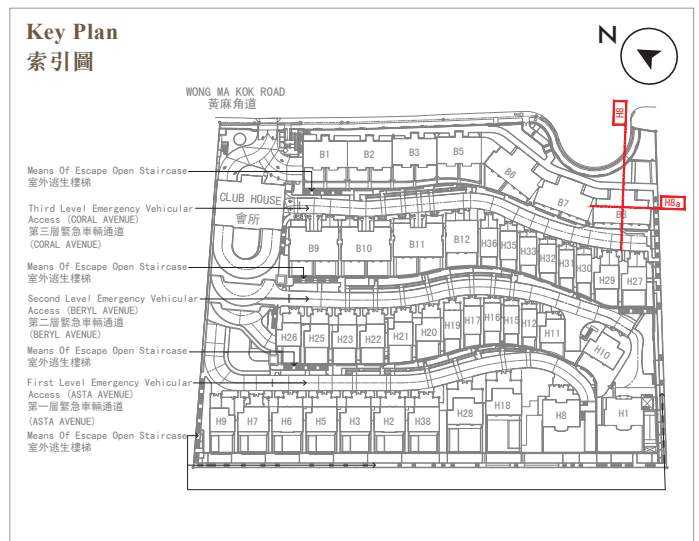 Key Plan
索引圖
N
WONG MA KOK ROAD
黃麻角道
H8
H8a
B1
B2
B3
B5
B6
B7
B8
Means Of Escape Open Staircase
室外逃生樓梯
CLUB HOUSE
會所
Third Level Emergency Vehicular
Access (CORAL AVENUE)
第三層緊急車輛通道
(CORAL AVENUE)
B9
B10
B11
B12
H36
H35
H33
H32
H31
H30
H29
H27
Means Of Escape Open Staircase
室外逃生樓梯
Second Level Emergency Vehicular
Access (BERYL AVENUE)
第二層緊急車輛通道
(BERYL AVENUE)
H26
H25
H23
H22
H21
H20
H19
H17
H16
H15
H12
H11
H10
Means Of Escape Open Staircase
室外逃生樓梯
First Level Emergency Vehicular
Access (ASTA AVENUE)
第一層緊急車輛通道
(ASTA AVENUE)
H9
H7
H6
H5
H3
H2
H38
H28
H18
H8
H1
Means Of Escape Open Staircase
室外逃生樓梯